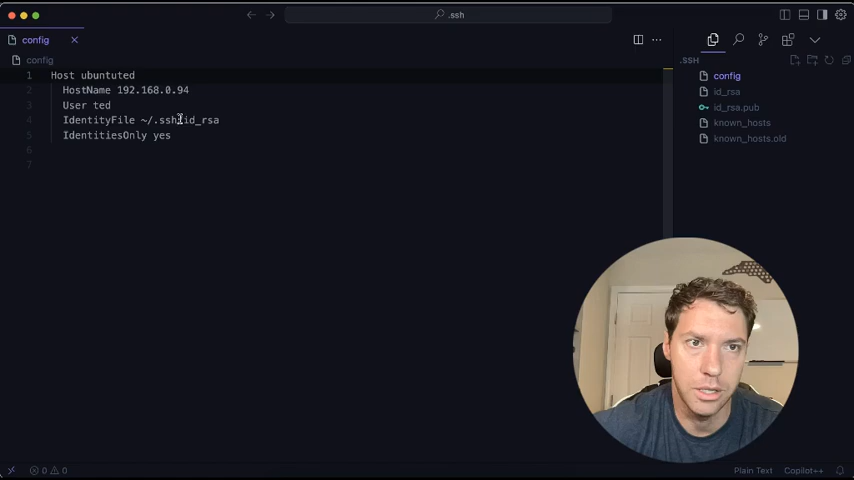 .ssh
config
config
.SSH
1 Host ubuntuted
2 HostName 192.168.0.94
3 User ted
4 IdentityFile ~/.ssh/id_rsa
5 IdentitiesOnly yes
6
7
config
id_rsa
id_rsa.pub
known_hosts
known_hosts.old
0 0
Plain Text
Copilot++